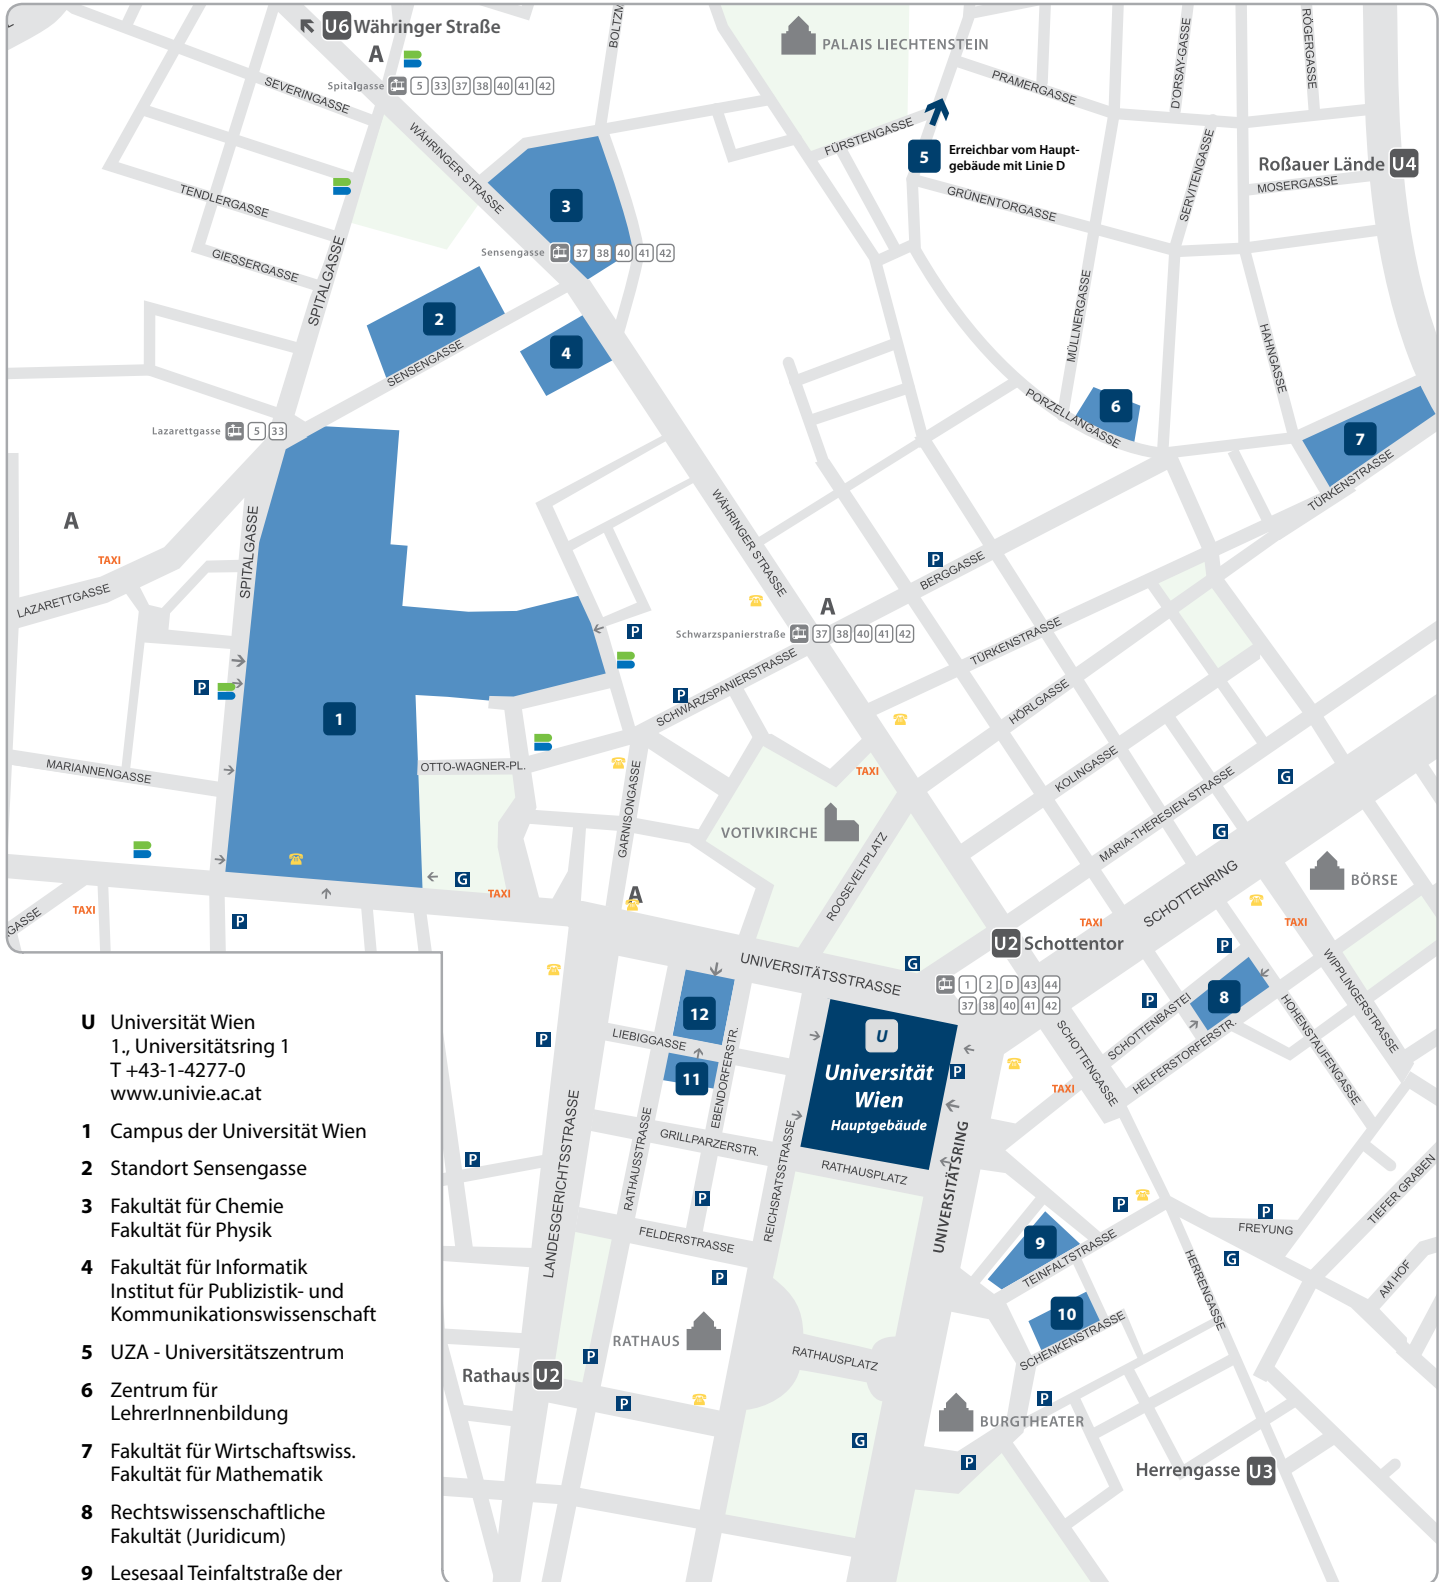 U6 Währinger Straße
A
Spitalgasse 5 33 37 38 40 41 42
BOLTZM
PALAIS LIECHTENSTEIN
SEVERINGASSE
WÄHRINGER STRASSE
PRAMERGASSE
D'ORSAY-GASSE
RÖGERGASSE
FÜRSTENGASSE
5 Erreichbar vom Haupt-
gebäude mit Linie D
SERVITENGASSE
Roßauer Lände U4
MOSERGASSE
TENDLERGASSE
3
GRÜNENTORGASSE
GIESSERGASSE
SPITALGASSE
Sensengasse 37 38 40 41 42
2
SENSENGASSE
4
MÜLLNERGASSE
HAHNGASSE
PORZELLANGASSE
6
7
TÜRKENSTRASSE
Lazarettgasse 5 33
A
TAXI
LAZARETTGASSE
SPITALGASSE
WÄHRINGER STRASSE
P
BERGGASSE
A
Schwarzspanierstraße 37 38 40 41 42
P
TÜRKENSTRASSE
P
P
SCHWARZSPANIERSTRASSE
HÖRLGASSE
1
MARIANNENGASSE
OTTO-WAGNER-PL.
GARNISONGASSE
TAXI
KOLINGASSE
G
MARIA-THERESIEN-STRASSE
VOTIVKIRCHE
ROOSEVELTPLATZ
G
SCHOTTENRING
BÖRSE
G
TAXI
A
GASSE
TAXI
P
TAXI
TAXI
U2 Schottentor
P
WIPPLINGERSTRASSE
UNIVERSITÄTSSTRASSE
G
1 2 D 43 44
37 38 40 41 42
P
SCHOTTENBASTEI
8
HOHENSTAUFENGASSE
HELFERSTORFERSTR.
SCHOTTENGASSE
TAXI
12
LIEBIGGASSE
11
EBENDORFERSTR.
P
U
Universität
Wien
Hauptgebäude
P
P
LANDESGERICHTSSTRASSE
RATHAUSSTRASSE
GRILLPARZERSTR.
REICHSRATSSTRASSE
RATHAUSPLATZ
UNIVERSITÄTSRING
P
FELDERSTRASSE
P
P
FREYUNG
TIEFER GRABEN
9
TEINFALTSTRASSE
HERRENGASSE
G
AM HOF
P
10
SCHENKENSTRASSE
RATHAUS
P
RATHAUSPLATZ
Rathaus U2
P
P
BURGTHEATER
G
P
Herrengasse U3
U Universität Wien
1., Universitätsring 1
T +43-1-4277-0
www.univie.ac.at
1 Campus der Universität Wien
2 Standort Sensengasse
3 Fakultät für Chemie
Fakultät für Physik
4 Fakultät für Informatik
Institut für Publizistik- und
Kommunikationswissenschaft
5 UZA - Universitätszentrum
6 Zentrum für
LehrerInnenbildung
7 Fakultät für Wirtschaftswiss.
Fakultät für Mathematik
8 Rechtswissenschaftliche
Fakultät (Juridicum)
9 Lesesaal Teinfaltstraße der